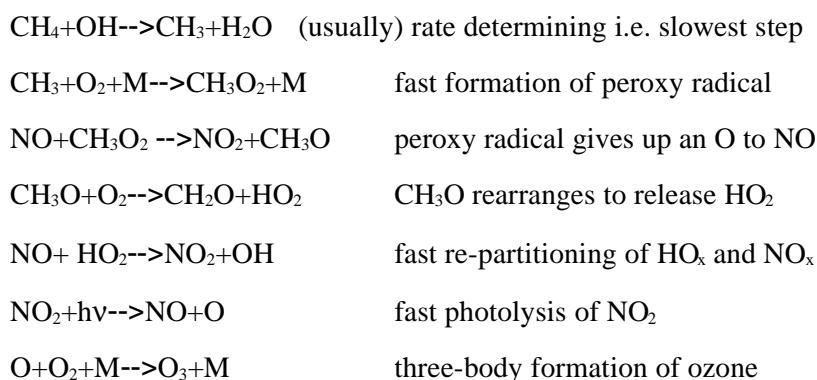 CH₄+OH-->CH₃+H₂O (usually) rate determining i.e. slowest step
CH₃+O₂+M-->CH₃O₂+M fast formation of peroxy radical
NO+CH₃O₂ -->NO₂+CH₃O peroxy radical gives up an O to NO
CH₃O+O₂-->CH₂O+HO₂ CH₃O rearranges to release HO₂
NO+ HO₂-->NO₂+OH fast re-partitioning of HOₓ and NOₓ
NO₂+hν-->NO+O fast photolysis of NO₂
O+O₂+M-->O₃+M three-body formation of ozone